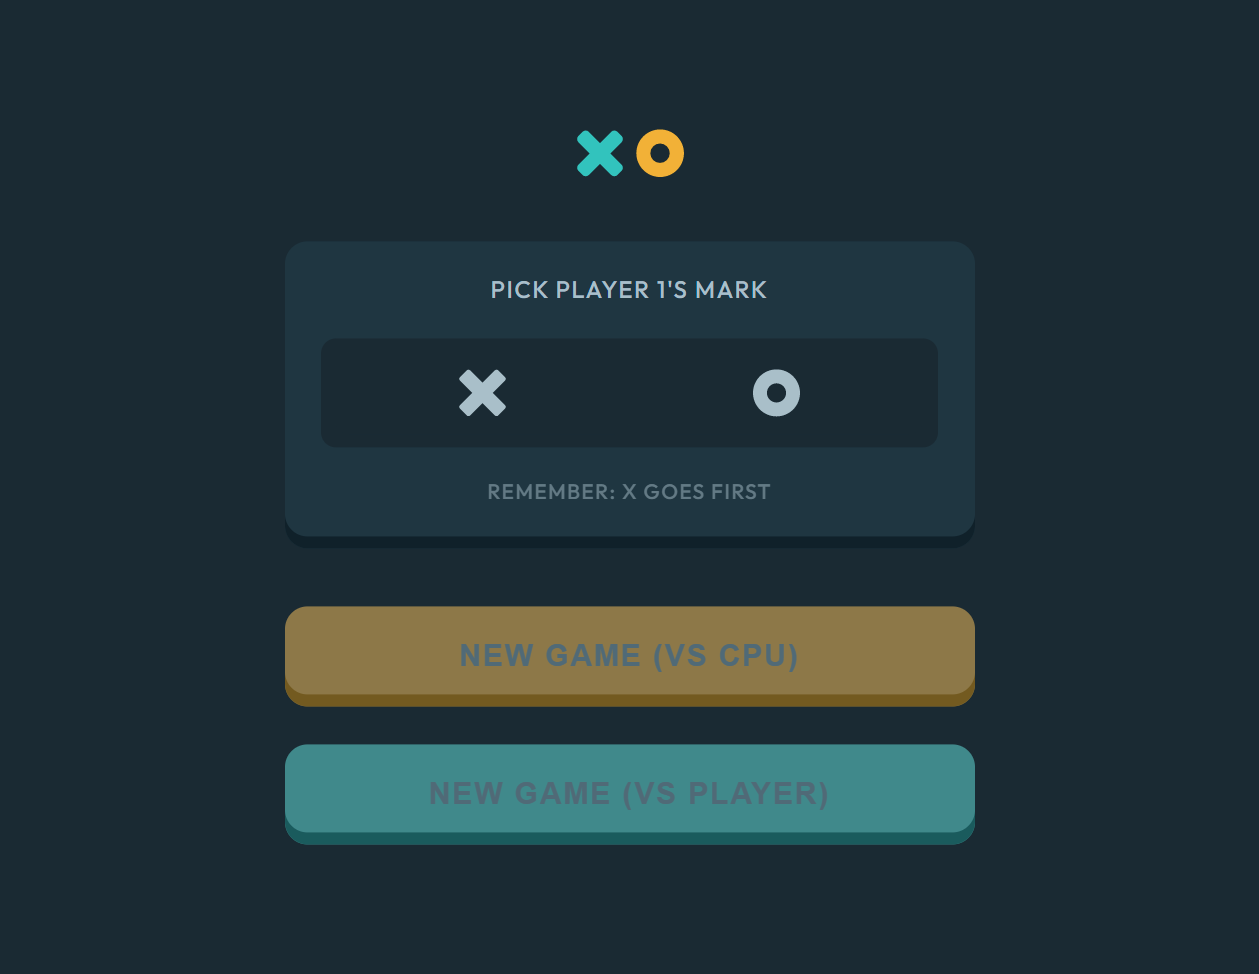 PICK PLAYER 1'S MARK
REMEMBER: X GOES FIRST
NEW GAME (VS CPU)
NEW GAME (VS PLAYER)